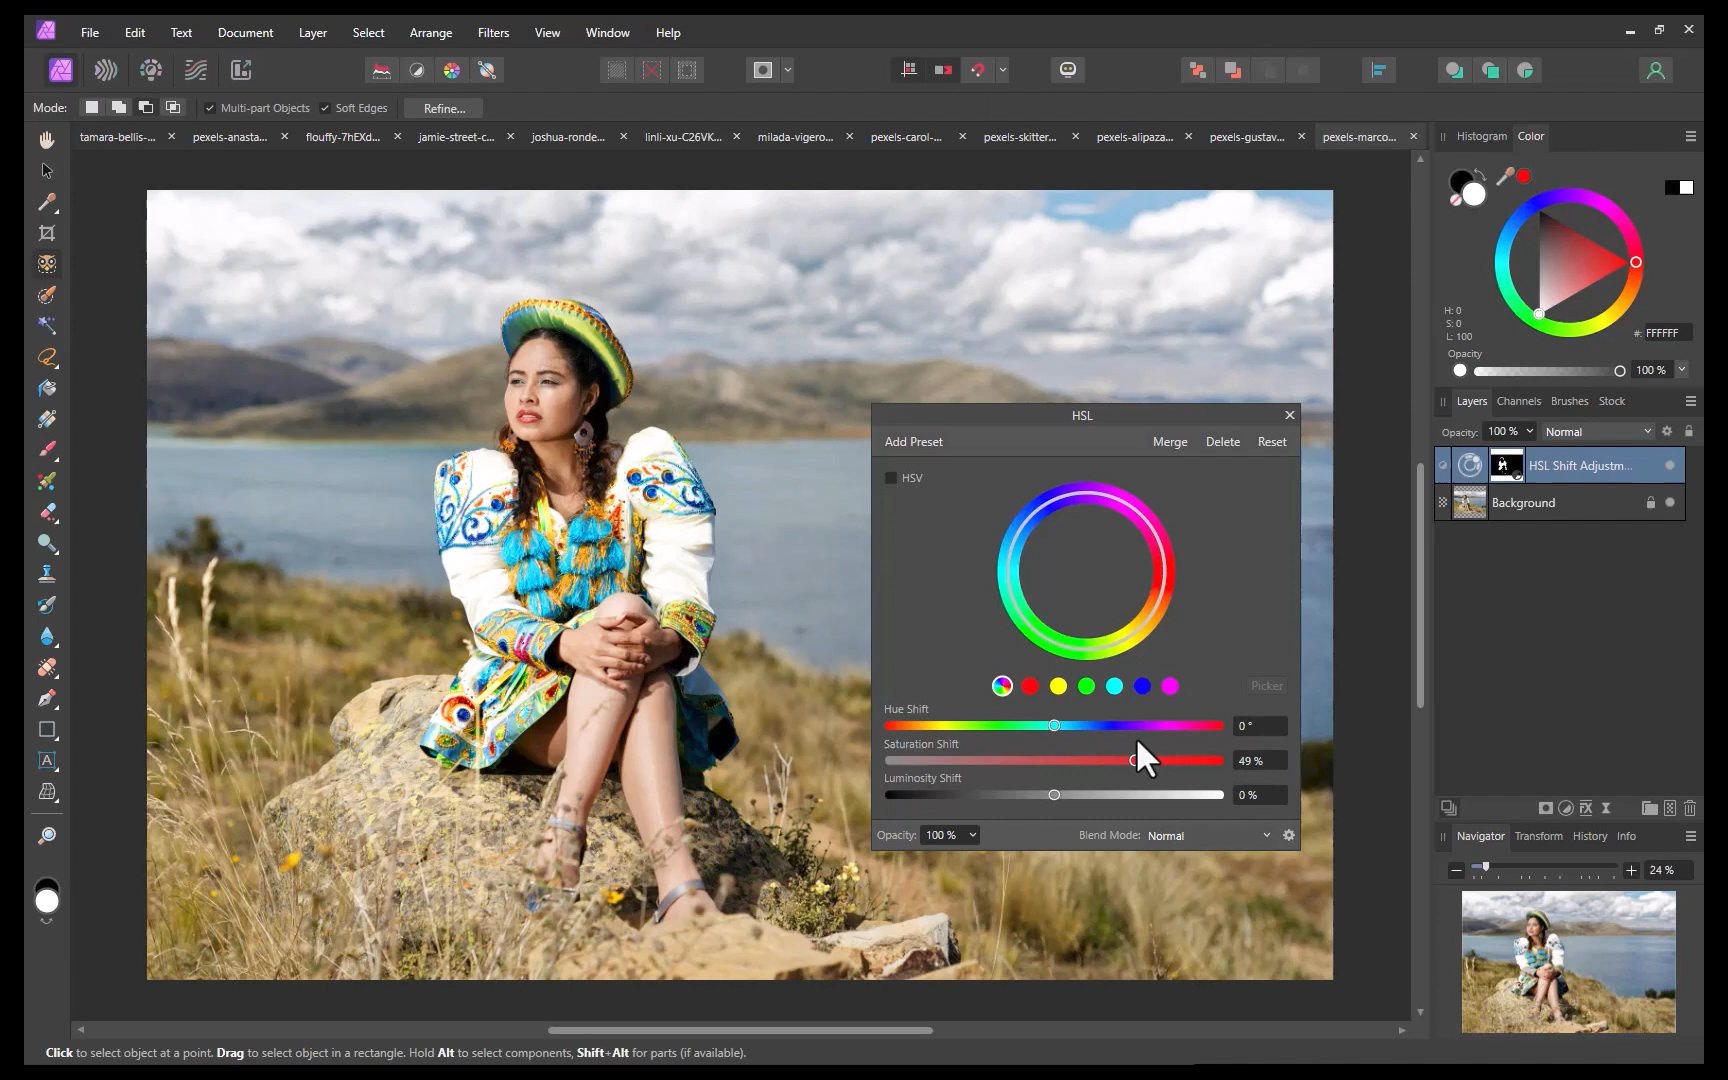 File Edit Text Document Layer Select Arrange Filters View Window Help
Mode: Multi-part Objects Soft Edges Refine...
tamara-bellis-... pexels-anasta... flouffy-7hEXd... jamie-street-c... joshua-ronde... linli-xu-C26VK... milada-vigero... pexels-carol-... pexels-skitter... pexels-alipaza... pexels-gustav... pexels-marco...
Histogram Color
H: 0
S: 0
L: 100
#: FFFFFF
Opacity
100 %
Layers Channels Brushes Stock
Opacity: 100 % Normal
HSL Shift Adjustm...
Background
HSL
Add Preset Merge Delete Reset
HSV
Picker
Hue Shift
0 °
Saturation Shift
49 %
Luminosity Shift
0 %
Opacity: 100 % Blend Mode: Normal
Navigator Transform History Info
24 %
Click to select object at a point. Drag to select object in a rectangle. Hold Alt to select components, Shift+Alt for parts (if available).